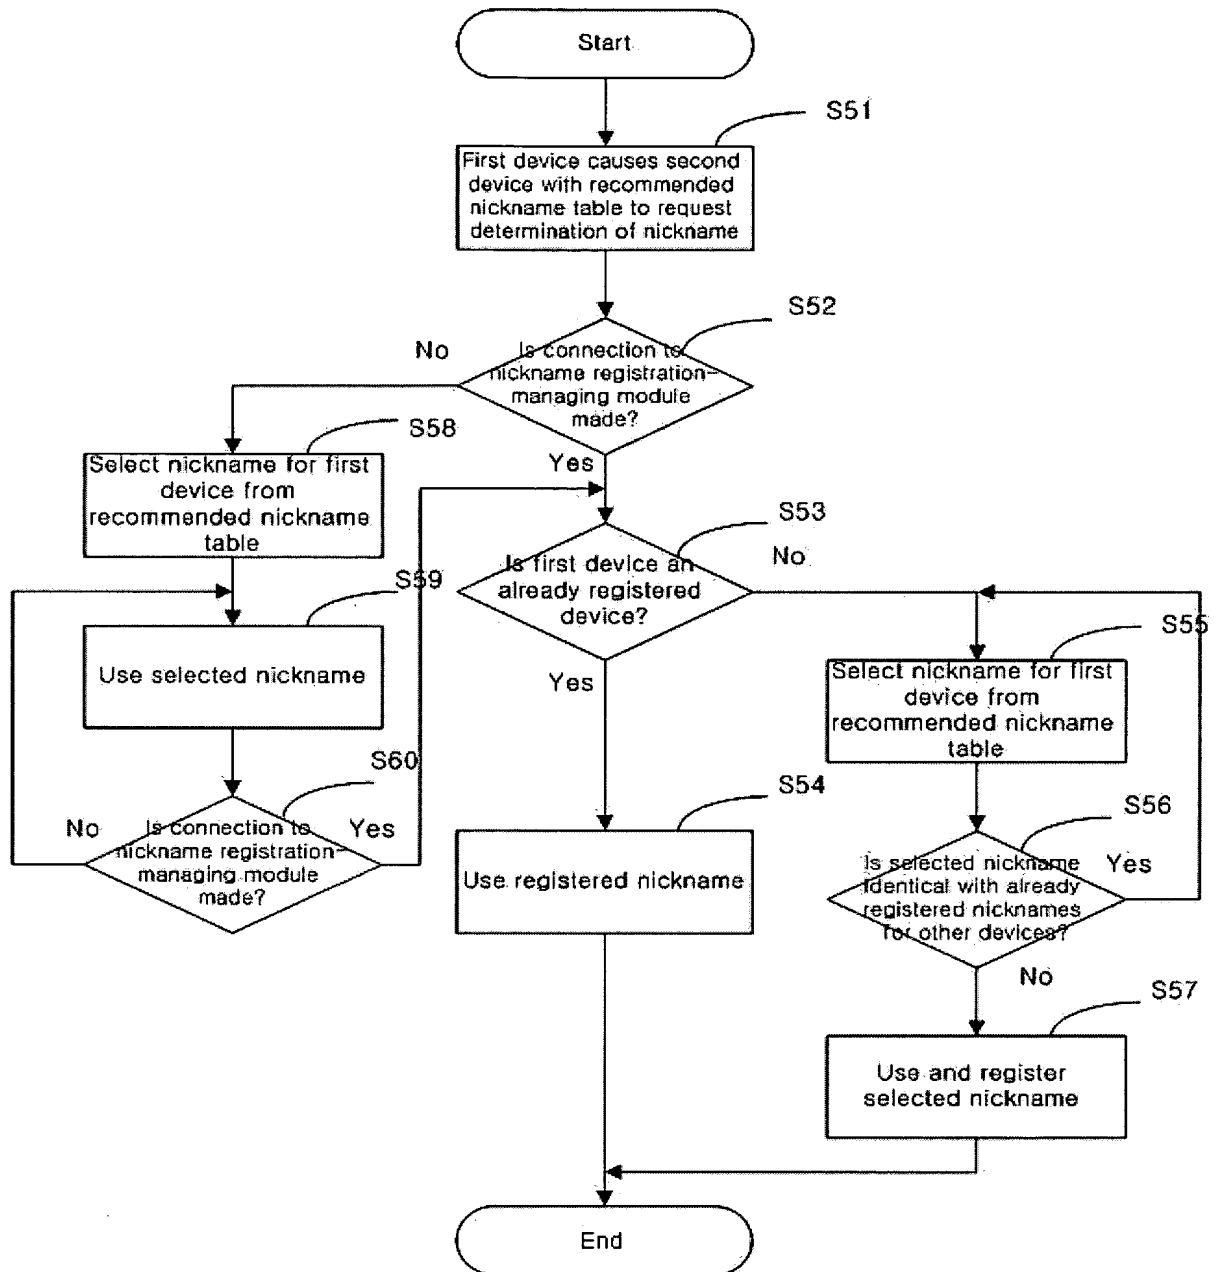 Start
S51
First device causes second
device with recommended
nickname table to request
determination of nickname
S52
No
Is connection to
nickname registration-
managing module
made?
Yes
S58
Select nickname for first
device from
recommended nickname
table
S53
Is first device an
already registered
device?
No
Yes
S59
Use selected nickname
S55
Select nickname for first
device from
recommended nickname
table
S60
No
Is connection to
nickname registration-
managing module
made?
Yes
S54
Use registered nickname
S56
Is selected nickname
identical with already
registered nicknames
for other devices?
Yes
No
S57
Use and register
selected nickname
End